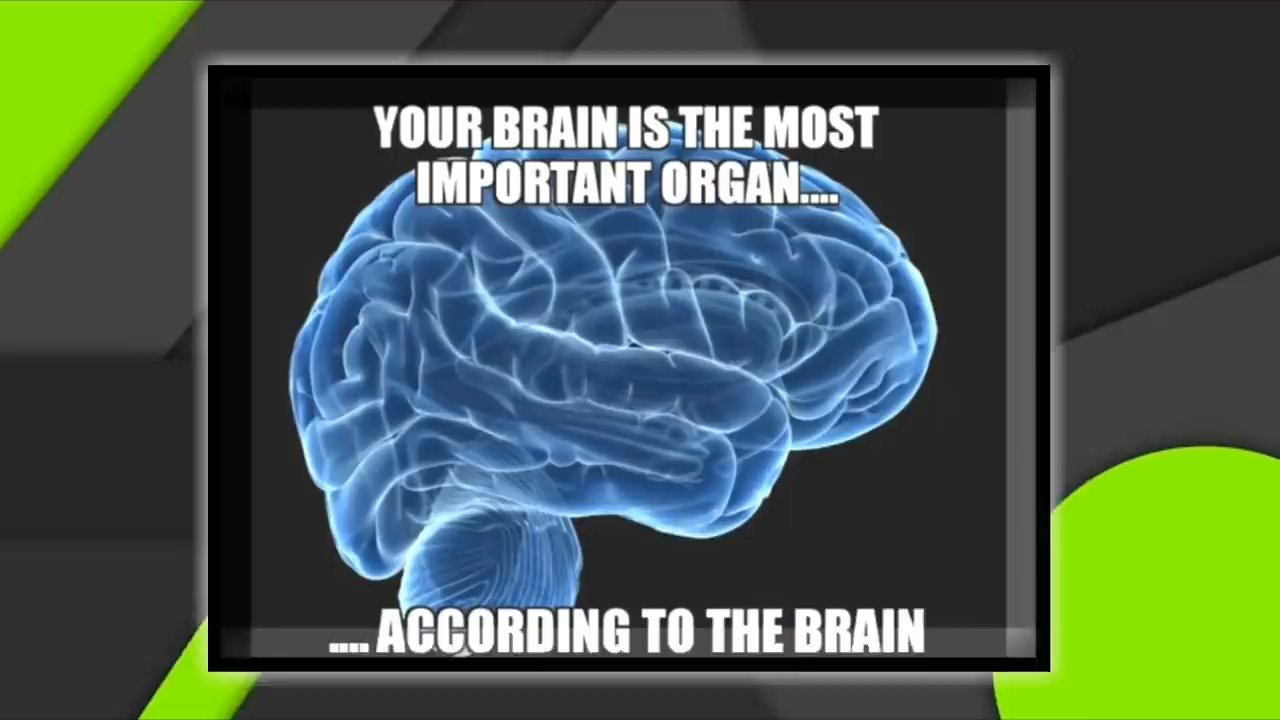 YOUR BRAIN IS THE MOST
IMPORTANT ORGAN....
.... ACCORDING TO THE BRAIN